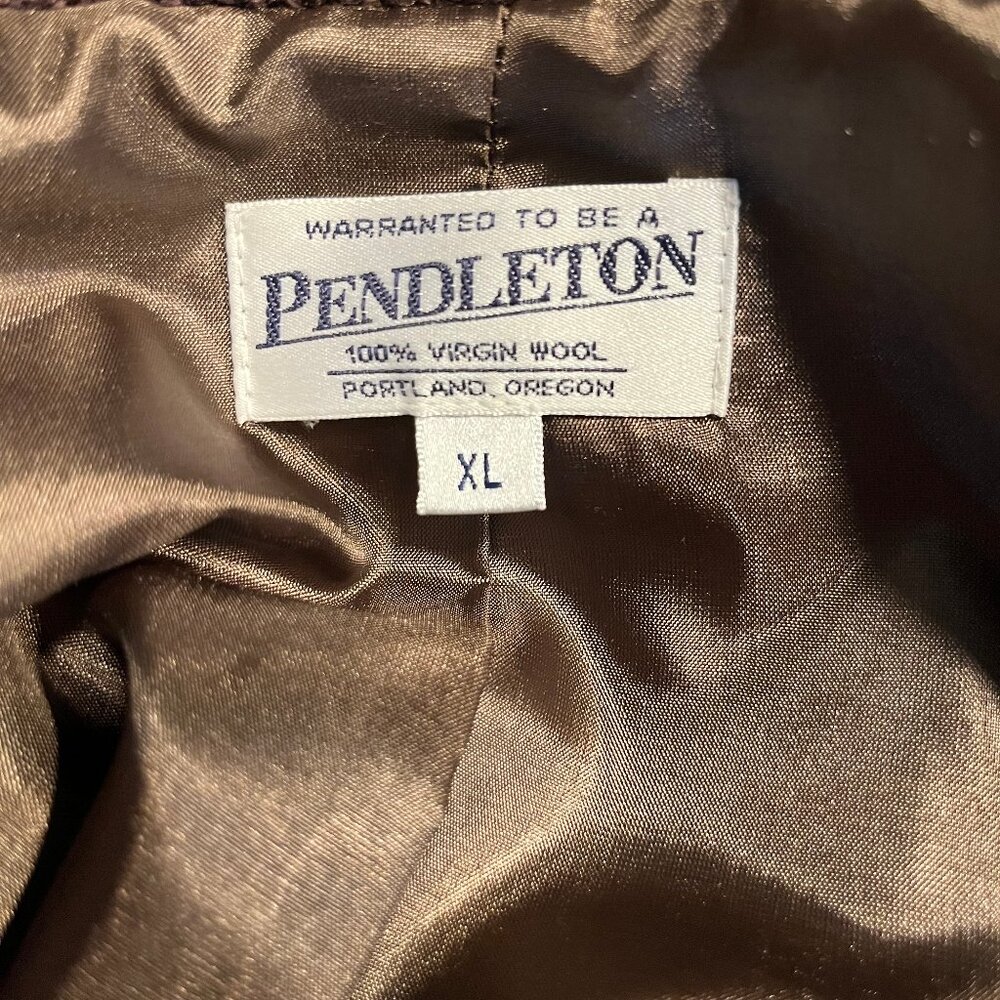 WARRANTED TO BE A
PENDLETON
100% VIRGIN WOOL
PORTLAND, OREGON
XL